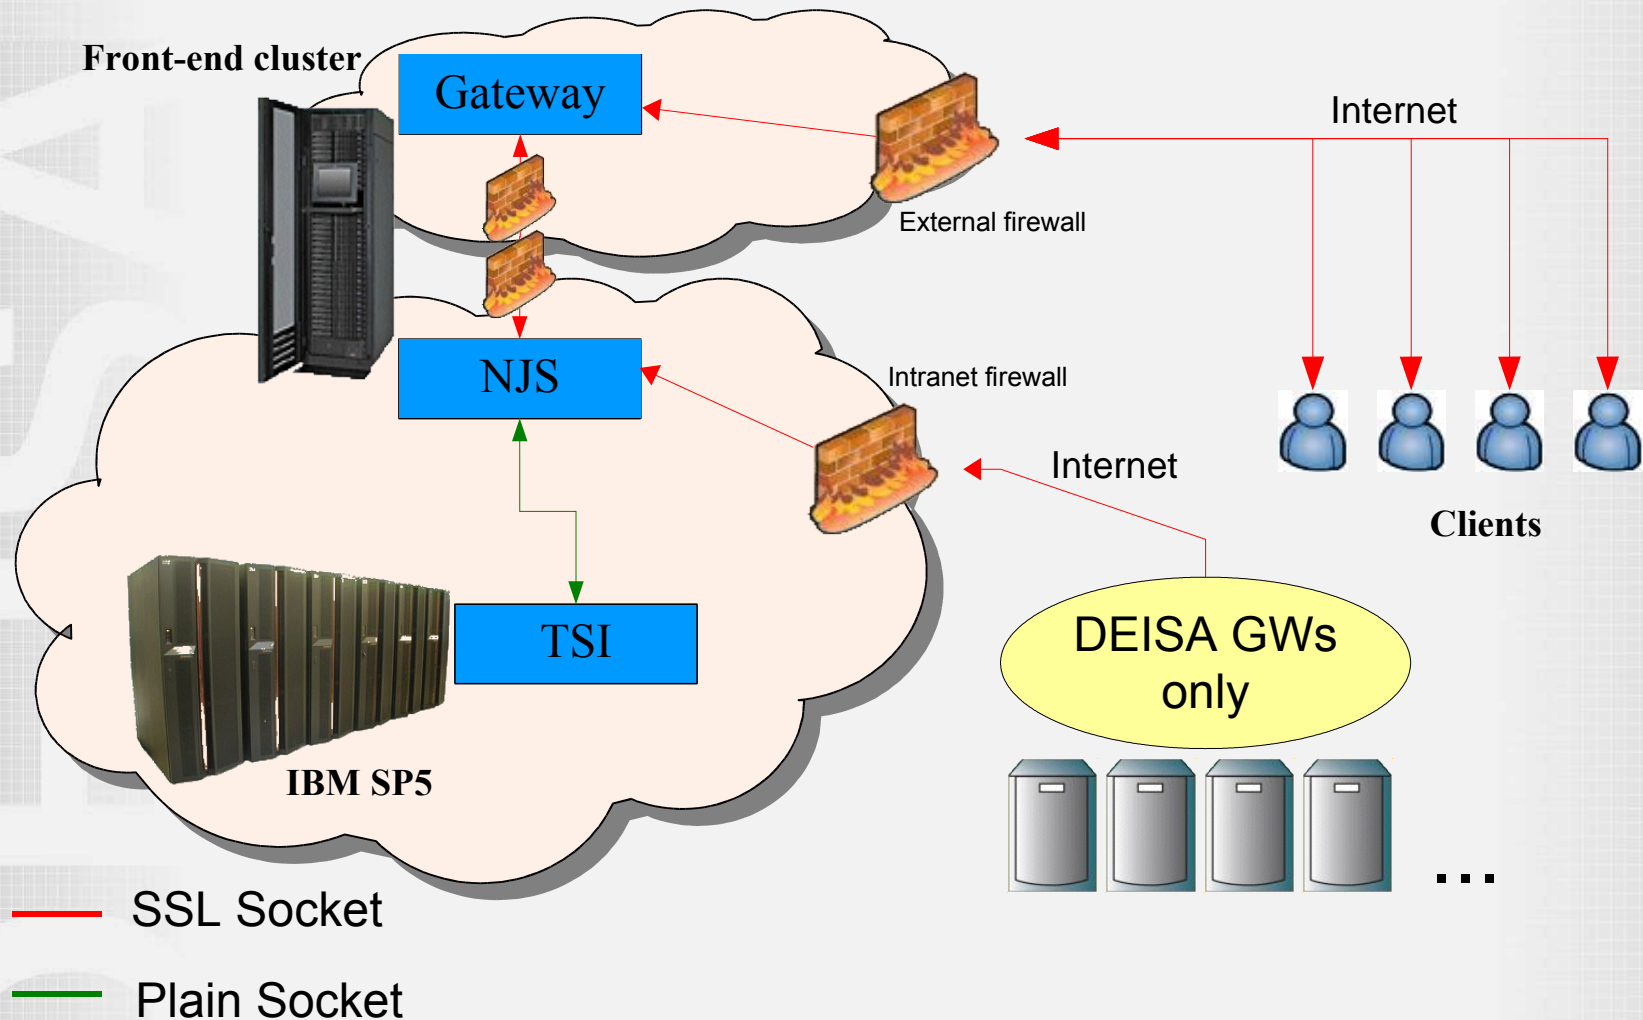 Front-end cluster
Gateway
Internet
External firewall
NJS
Intranet firewall
Internet
Clients
TSI
DEISA GWs
only
IBM SP5
...
SSL Socket
Plain Socket